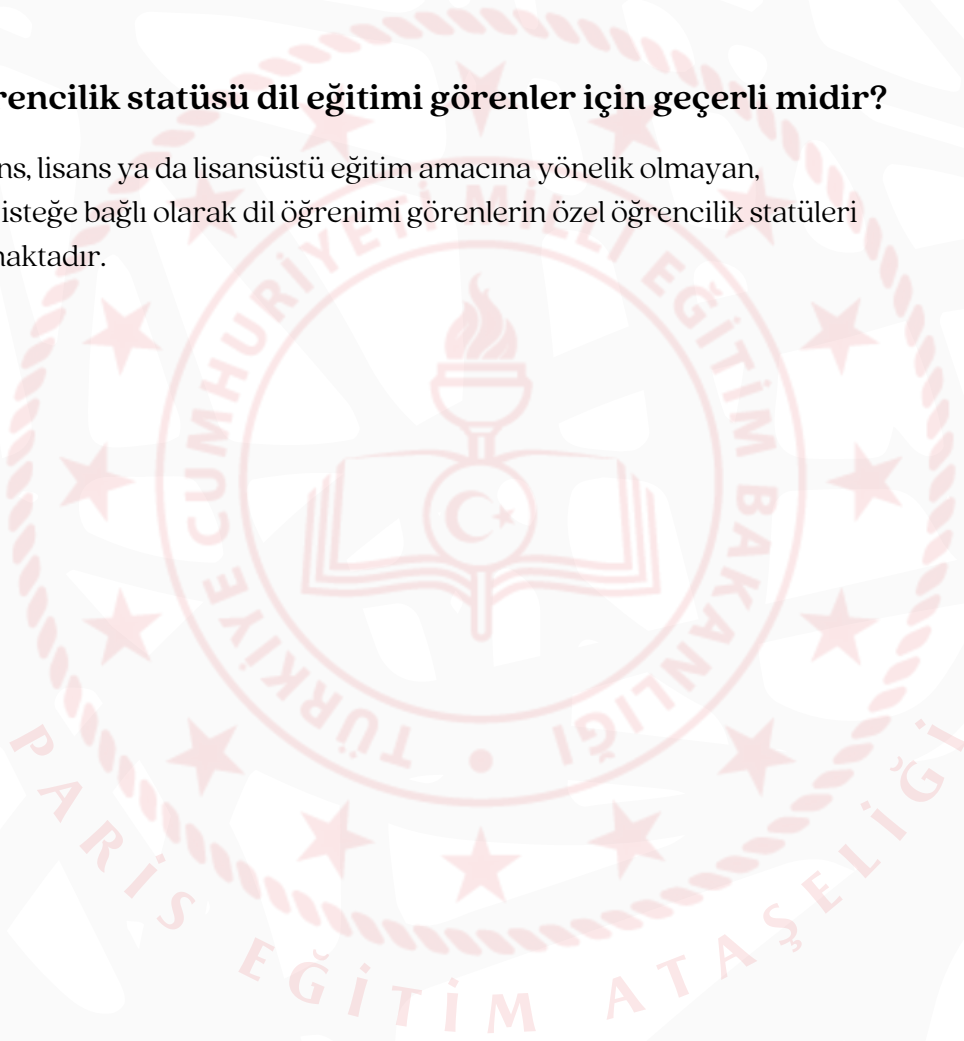 rencilik statüsü dil eğitimi görenler için geçerli midir?
ns, lisans ya da lisansüstü eğitim amacına yönelik olmayan,
isteğe bağlı olarak dil öğrenimi görenlerin özel öğrencilik statüleri
maktadır.
TÜRKİYE CUMHURİYETİ MİLLİ EĞİTİM BAKANLIĞI
PARİS EĞİTİM ATAŞELİĞİ